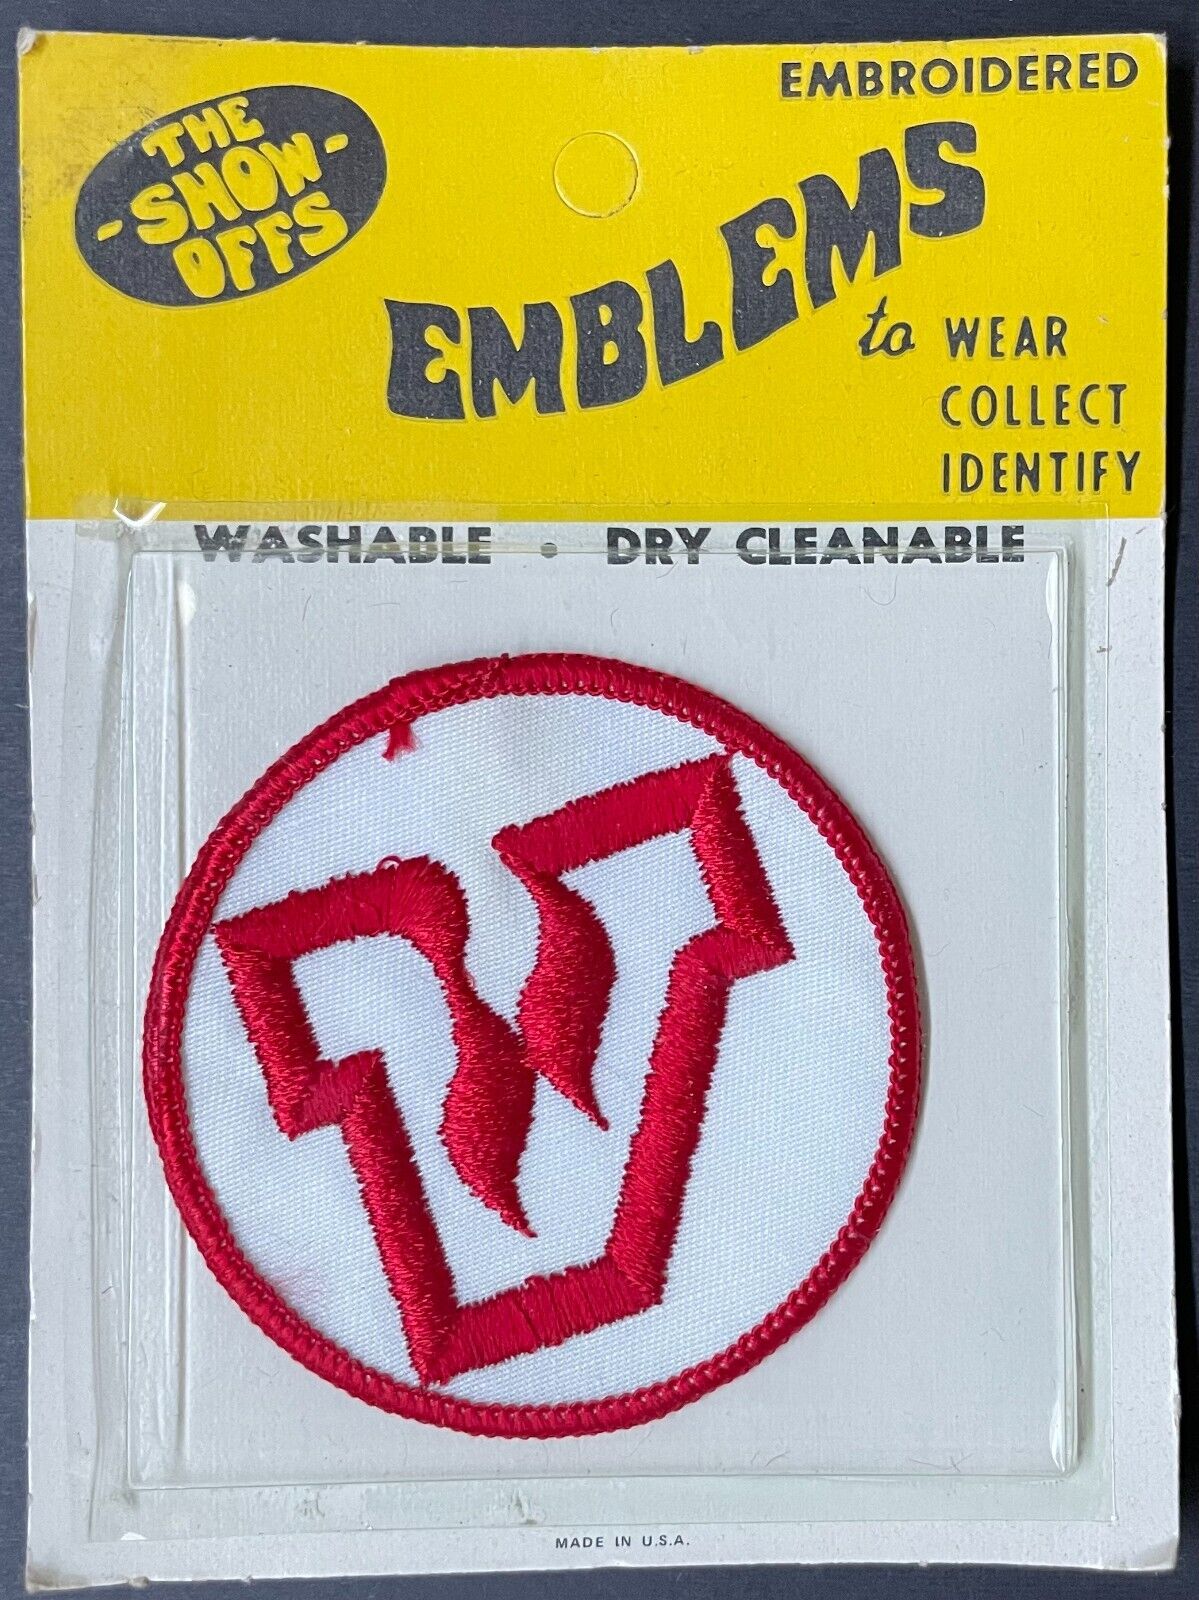 THE
-SHOW-
OFFS
EMBROIDERED
EMBLEMS
to WEAR
COLLECT
IDENTIFY
WASHABLE • DRY CLEANABLE
MADE IN U.S.A.